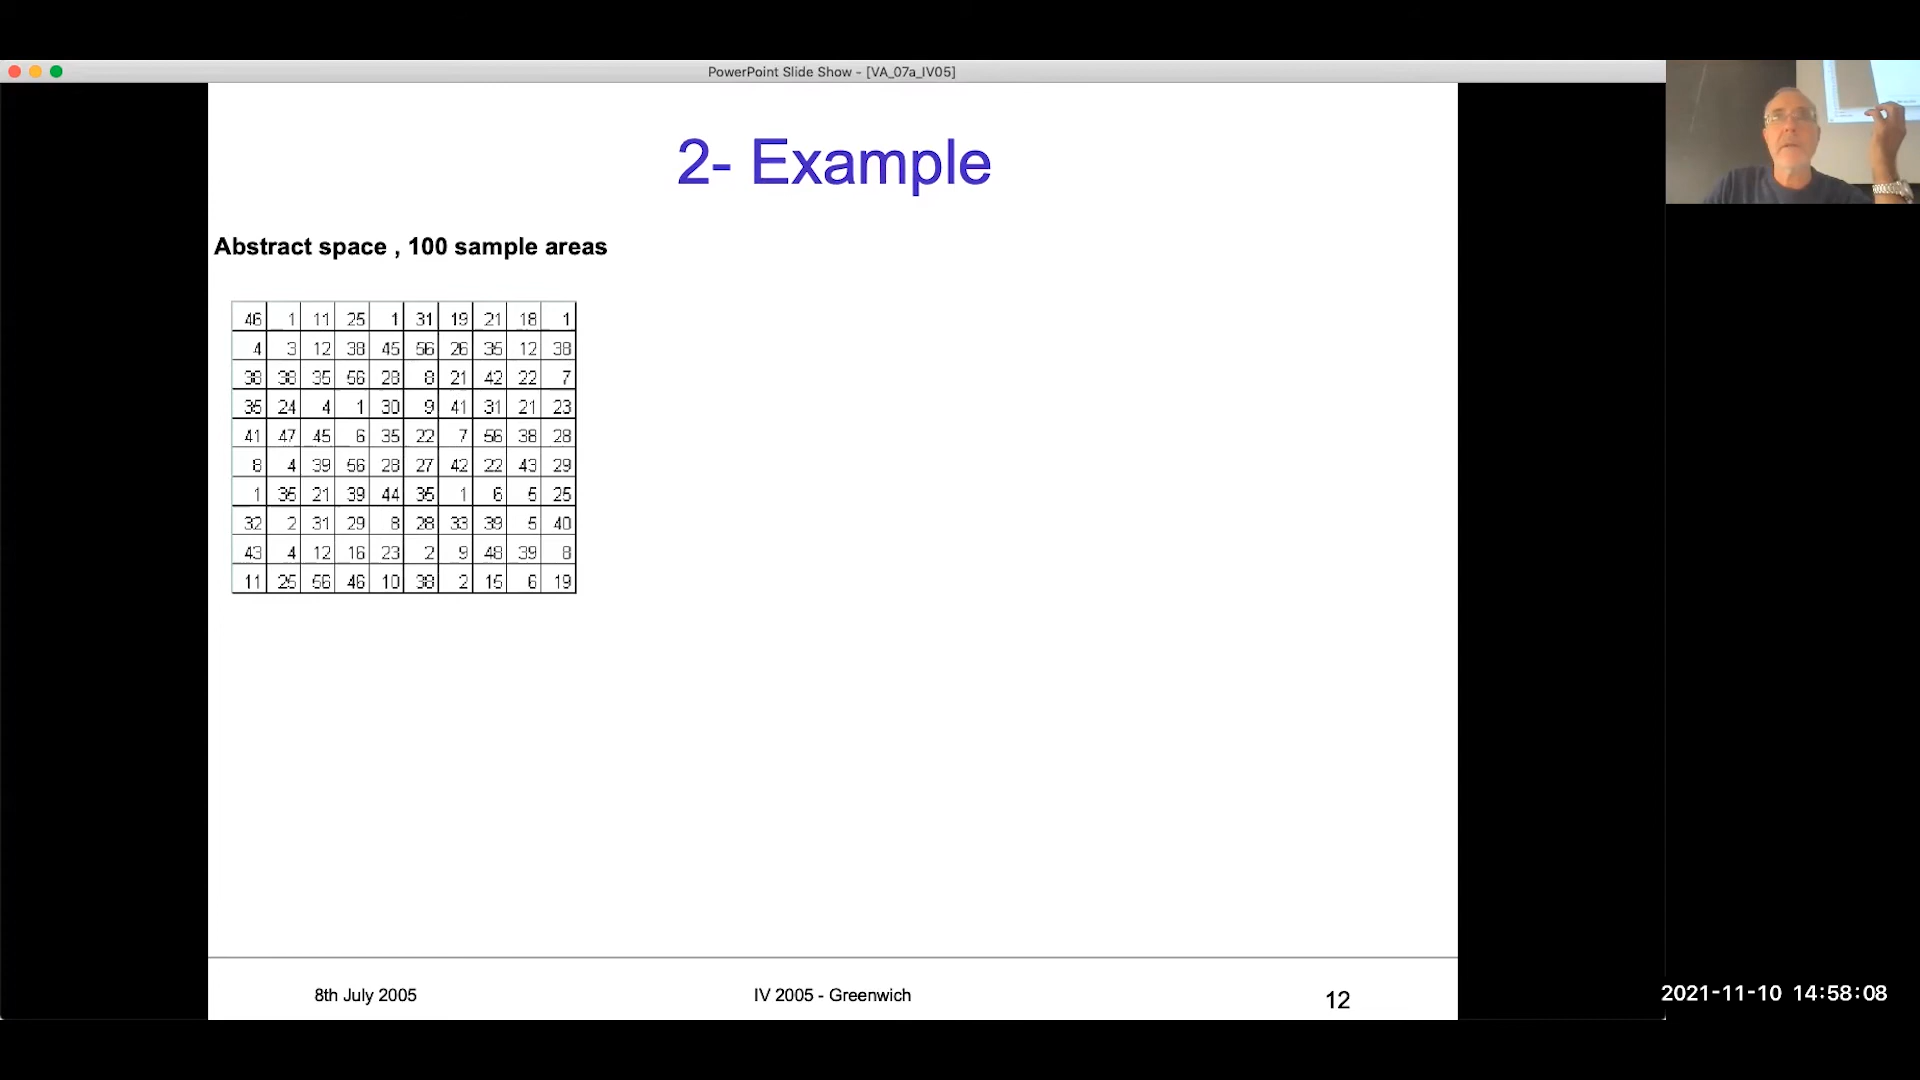 PowerPoint Slide Show - [VA_07a_IV05]
2- Example
Abstract space , 100 sample areas
46 1 11 25 1 31 19 21 18 1
4 3 12 38 45 56 26 35 12 38
38 38 35 56 28 8 21 42 22 7
35 24 4 1 30 9 41 31 21 23
41 47 45 6 35 22 7 56 38 28
8 4 39 56 28 27 42 22 43 29
1 36 21 39 44 35 1 6 5 25
32 2 31 29 8 28 33 39 5 40
43 4 12 16 23 2 9 48 39 8
11 25 56 46 10 38 2 15 6 19
8th July 2005
IV 2005 - Greenwich
12
2021-11-10 14:58:08